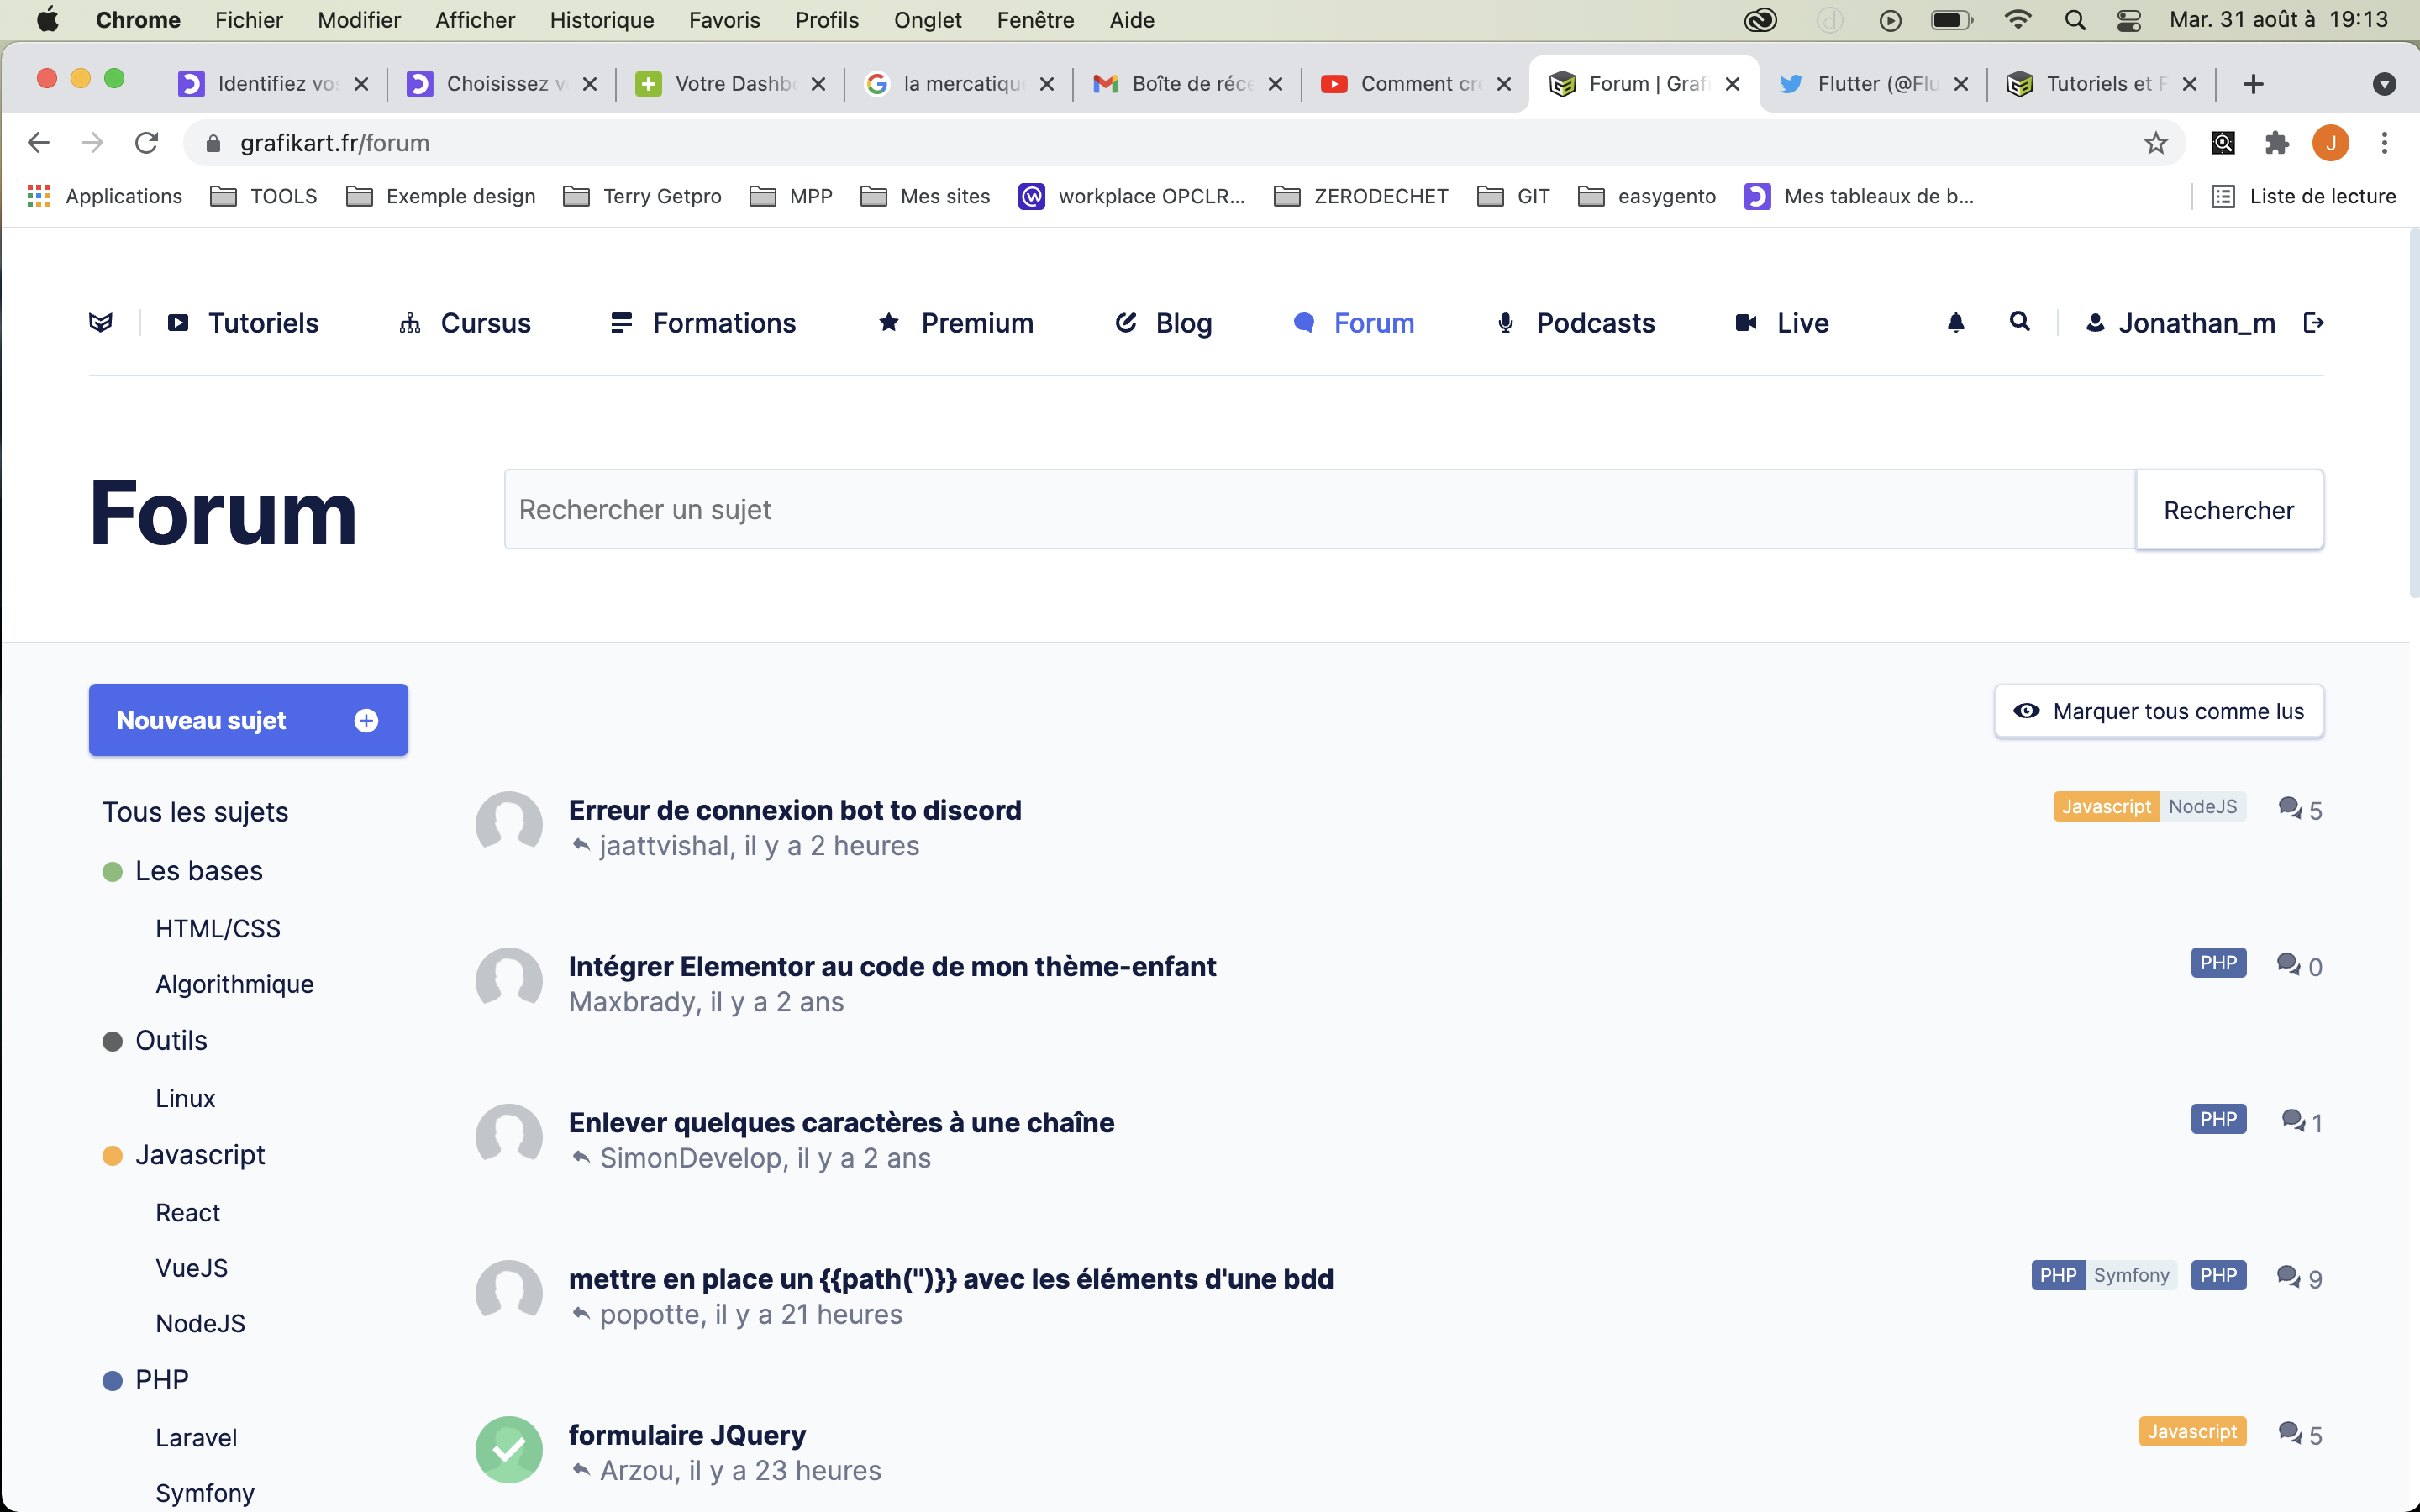 Chrome Fichier Modifier Afficher Historique Favoris Profils Onglet Fenêtre Aide Mar. 31 août à 19:13
Identifiez vos Choisissez v Votre Dashb la mercatique Boîte de réce Comment cr Forum | Graf Flutter (@Flu Tutoriels et F
grafikart.fr/forum J
Applications TOOLS Exemple design Terry Getpro MPP Mes sites workplace OPCLR... ZERODECHET GIT easygento Mes tableaux de b... Liste de lecture
Tutoriels Cursus Formations Premium Blog Forum Podcasts Live Jonathan_m
Forum Rechercher un sujet Rechercher
Nouveau sujet Marquer tous comme lus
Tous les sujets
Les bases
HTML/CSS
Algorithmique
Outils
Linux
Javascript
React
VueJS
NodeJS
PHP
Laravel
Symfony
Erreur de connexion bot to discord Javascript NodeJS 5
jaattvishal, il y a 2 heures
Intégrer Elementor au code de mon thème-enfant PHP 0
Maxbrady, il y a 2 ans
Enlever quelques caractères à une chaîne PHP 1
SimonDevelop, il y a 2 ans
mettre en place un {{path('')}} avec les éléments d'une bdd PHP Symfony PHP 9
popotte, il y a 21 heures
formulaire JQuery Javascript 5
Arzou, il y a 23 heures